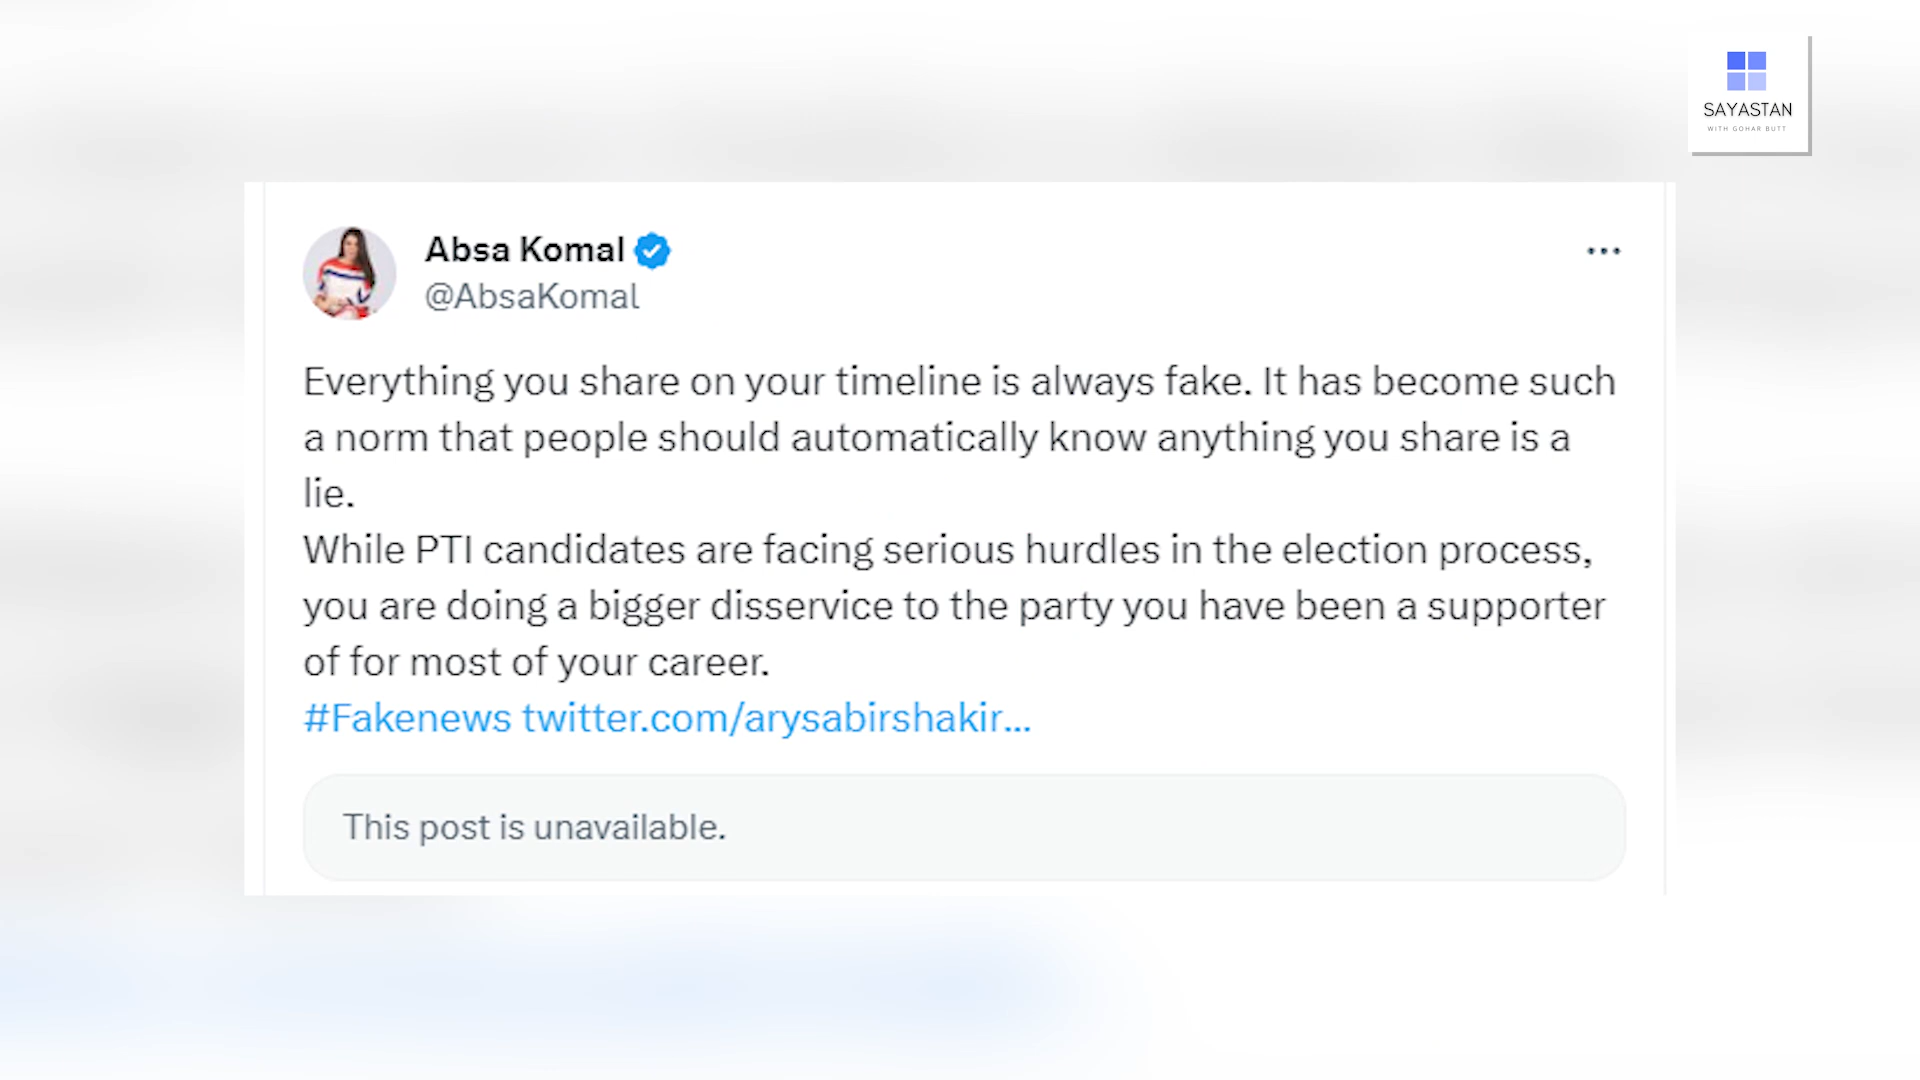 SAYASTAN
WITH GOHAR BUTT
Absa Komal
@AbsaKomal
Everything you share on your timeline is always fake. It has become such
a norm that people should automatically know anything you share is a
lie.
While PTI candidates are facing serious hurdles in the election process,
you are doing a bigger disservice to the party you have been a supporter
of for most of your career.
#Fakenews twitter.com/arysabirshakir...
This post is unavailable.